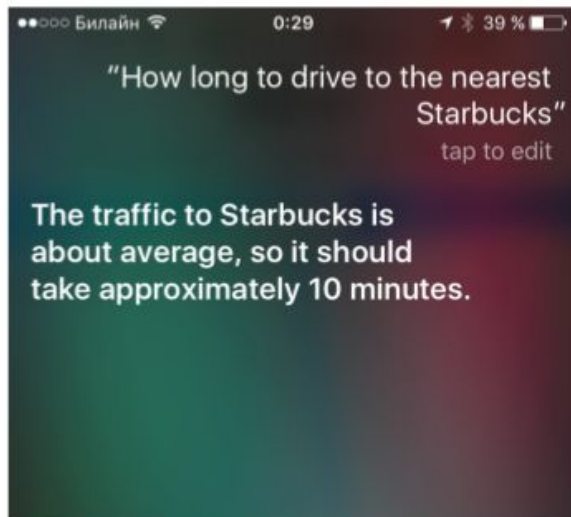 Билайн 0:29 39 %
“How long to drive to the nearest
Starbucks”
tap to edit
The traffic to Starbucks is
about average, so it should
take approximately 10 minutes.